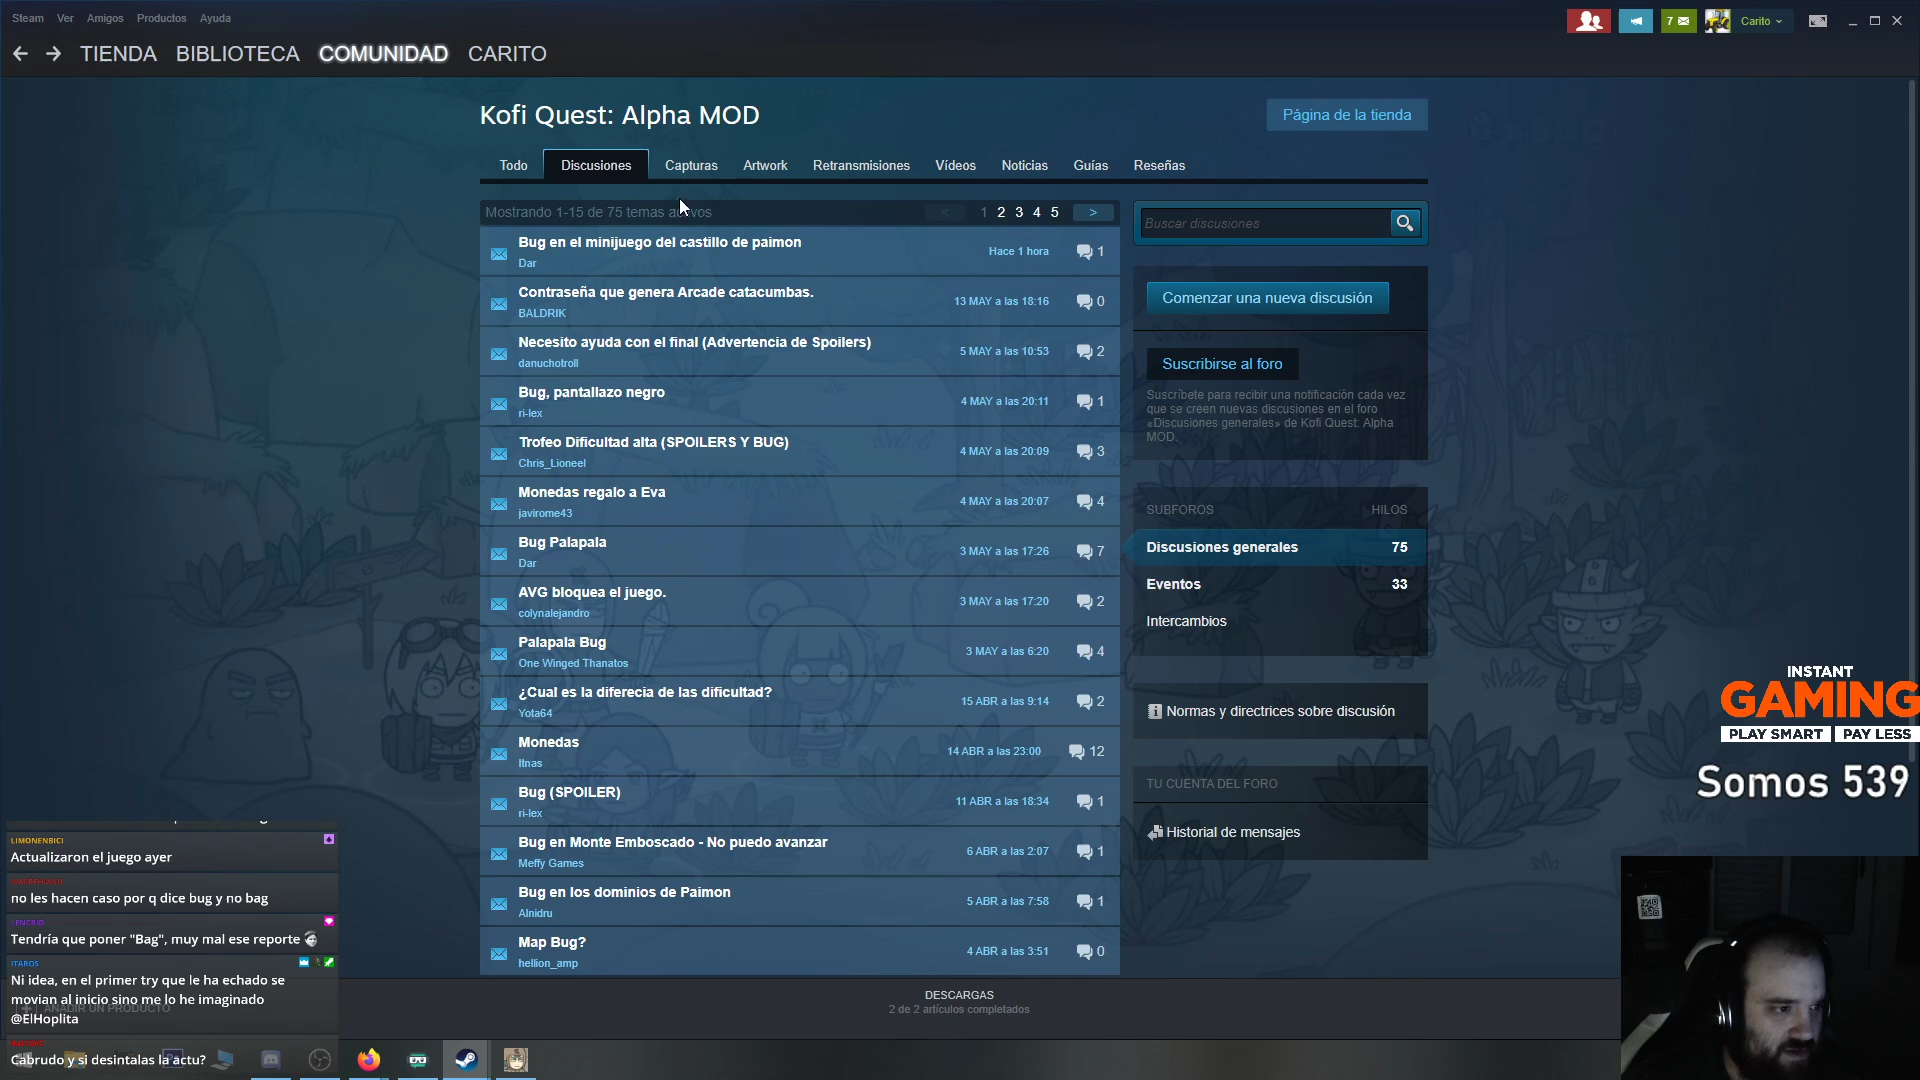 Steam Ver Amigos Productos Ayuda
7 Carito
TIENDA BIBLIOTECA COMUNIDAD CARITO
Kofi Quest: Alpha MOD
Página de la tienda
Todo Discusiones Capturas Artwork Retransmisiones Vídeos Noticias Guías Reseñas
Mostrando 1-15 de 75 temas activos
< 1 2 3 4 5 >
Bug en el minijuego del castillo de paimon
Dar
Hace 1 hora 1
Contraseña que genera Arcade catacumbas.
BALDRIK
13 MAY a las 18:16 0
Necesito ayuda con el final (Advertencia de Spoilers)
danuchotroll
5 MAY a las 10:53 2
Bug, pantallazo negro
ri-lex
4 MAY a las 20:11 1
Trofeo Dificultad alta (SPOILERS Y BUG)
Chris_Lioneel
4 MAY a las 20:09 3
Monedas regalo a Eva
javirome43
4 MAY a las 20:07 4
Bug Palapala
Dar
3 MAY a las 17:26 7
AVG bloquea el juego.
colynalejandro
3 MAY a las 17:20 2
Palapala Bug
One Winged Thanatos
3 MAY a las 6:20 4
¿Cual es la diferecia de las dificultad?
Yota64
15 ABR a las 9:14 2
Monedas
Itnas
14 ABR a las 23:00 12
Bug (SPOILER)
ri-lex
11 ABR a las 18:34 1
Bug en Monte Emboscado - No puedo avanzar
Meffy Games
6 ABR a las 2:07 1
Bug en los dominios de Paimon
Alnidru
5 ABR a las 7:58 1
Map Bug?
hellion_amp
4 ABR a las 3:51 0
Buscar discusiones
Comenzar una nueva discusión
Suscribirse al foro
Suscríbete para recibir una notificación cada vez
que se creen nuevas discusiones en el foro
«Discusiones generales» de Kofi Quest: Alpha
MOD.
SUBFOROS HILOS
Discusiones generales 75
Eventos 33
Intercambios
Normas y directrices sobre discusión
TU CUENTA DEL FORO
Historial de mensajes
INSTANT
GAMING
PLAY SMART PAY LESS
Somos 539
LIMONENBICI
Actualizaron el juego ayer
no les hacen caso por q dice bug y no bag
LENCRID
Tendría que poner "Bag", muy mal ese reporte
ITAROS
Ni idea, en el primer try que le ha echado se
movian al inicio sino me lo he imaginado
@ElHoplita
AÑADIR UN PRODUCTO
Cabrudo y si desintalas la actu?
DESCARGAS
2 de 2 artículos completados